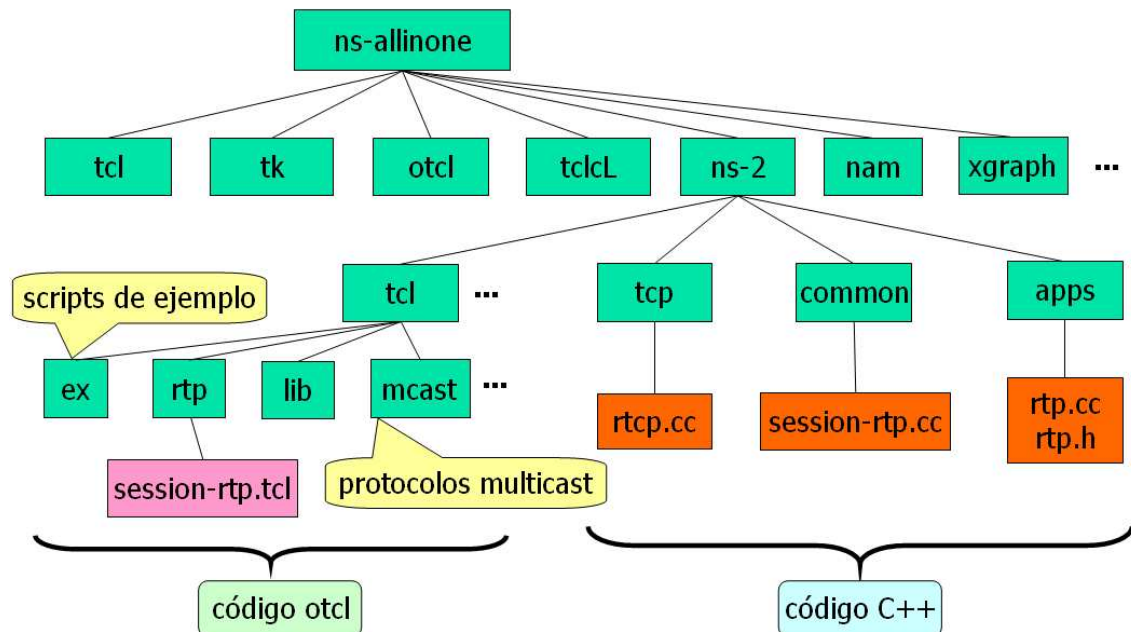 ns-allinone
tcl
tk
otcl
tclcL
ns-2
nam
xgraph
...
tcl
...
tcp
common
apps
scripts de ejemplo
ex
rtp
lib
mcast
...
rtcp.cc
session-rtp.cc
rtp.cc
rtp.h
session-rtp.tcl
protocolos multicast
código otcl
código C++